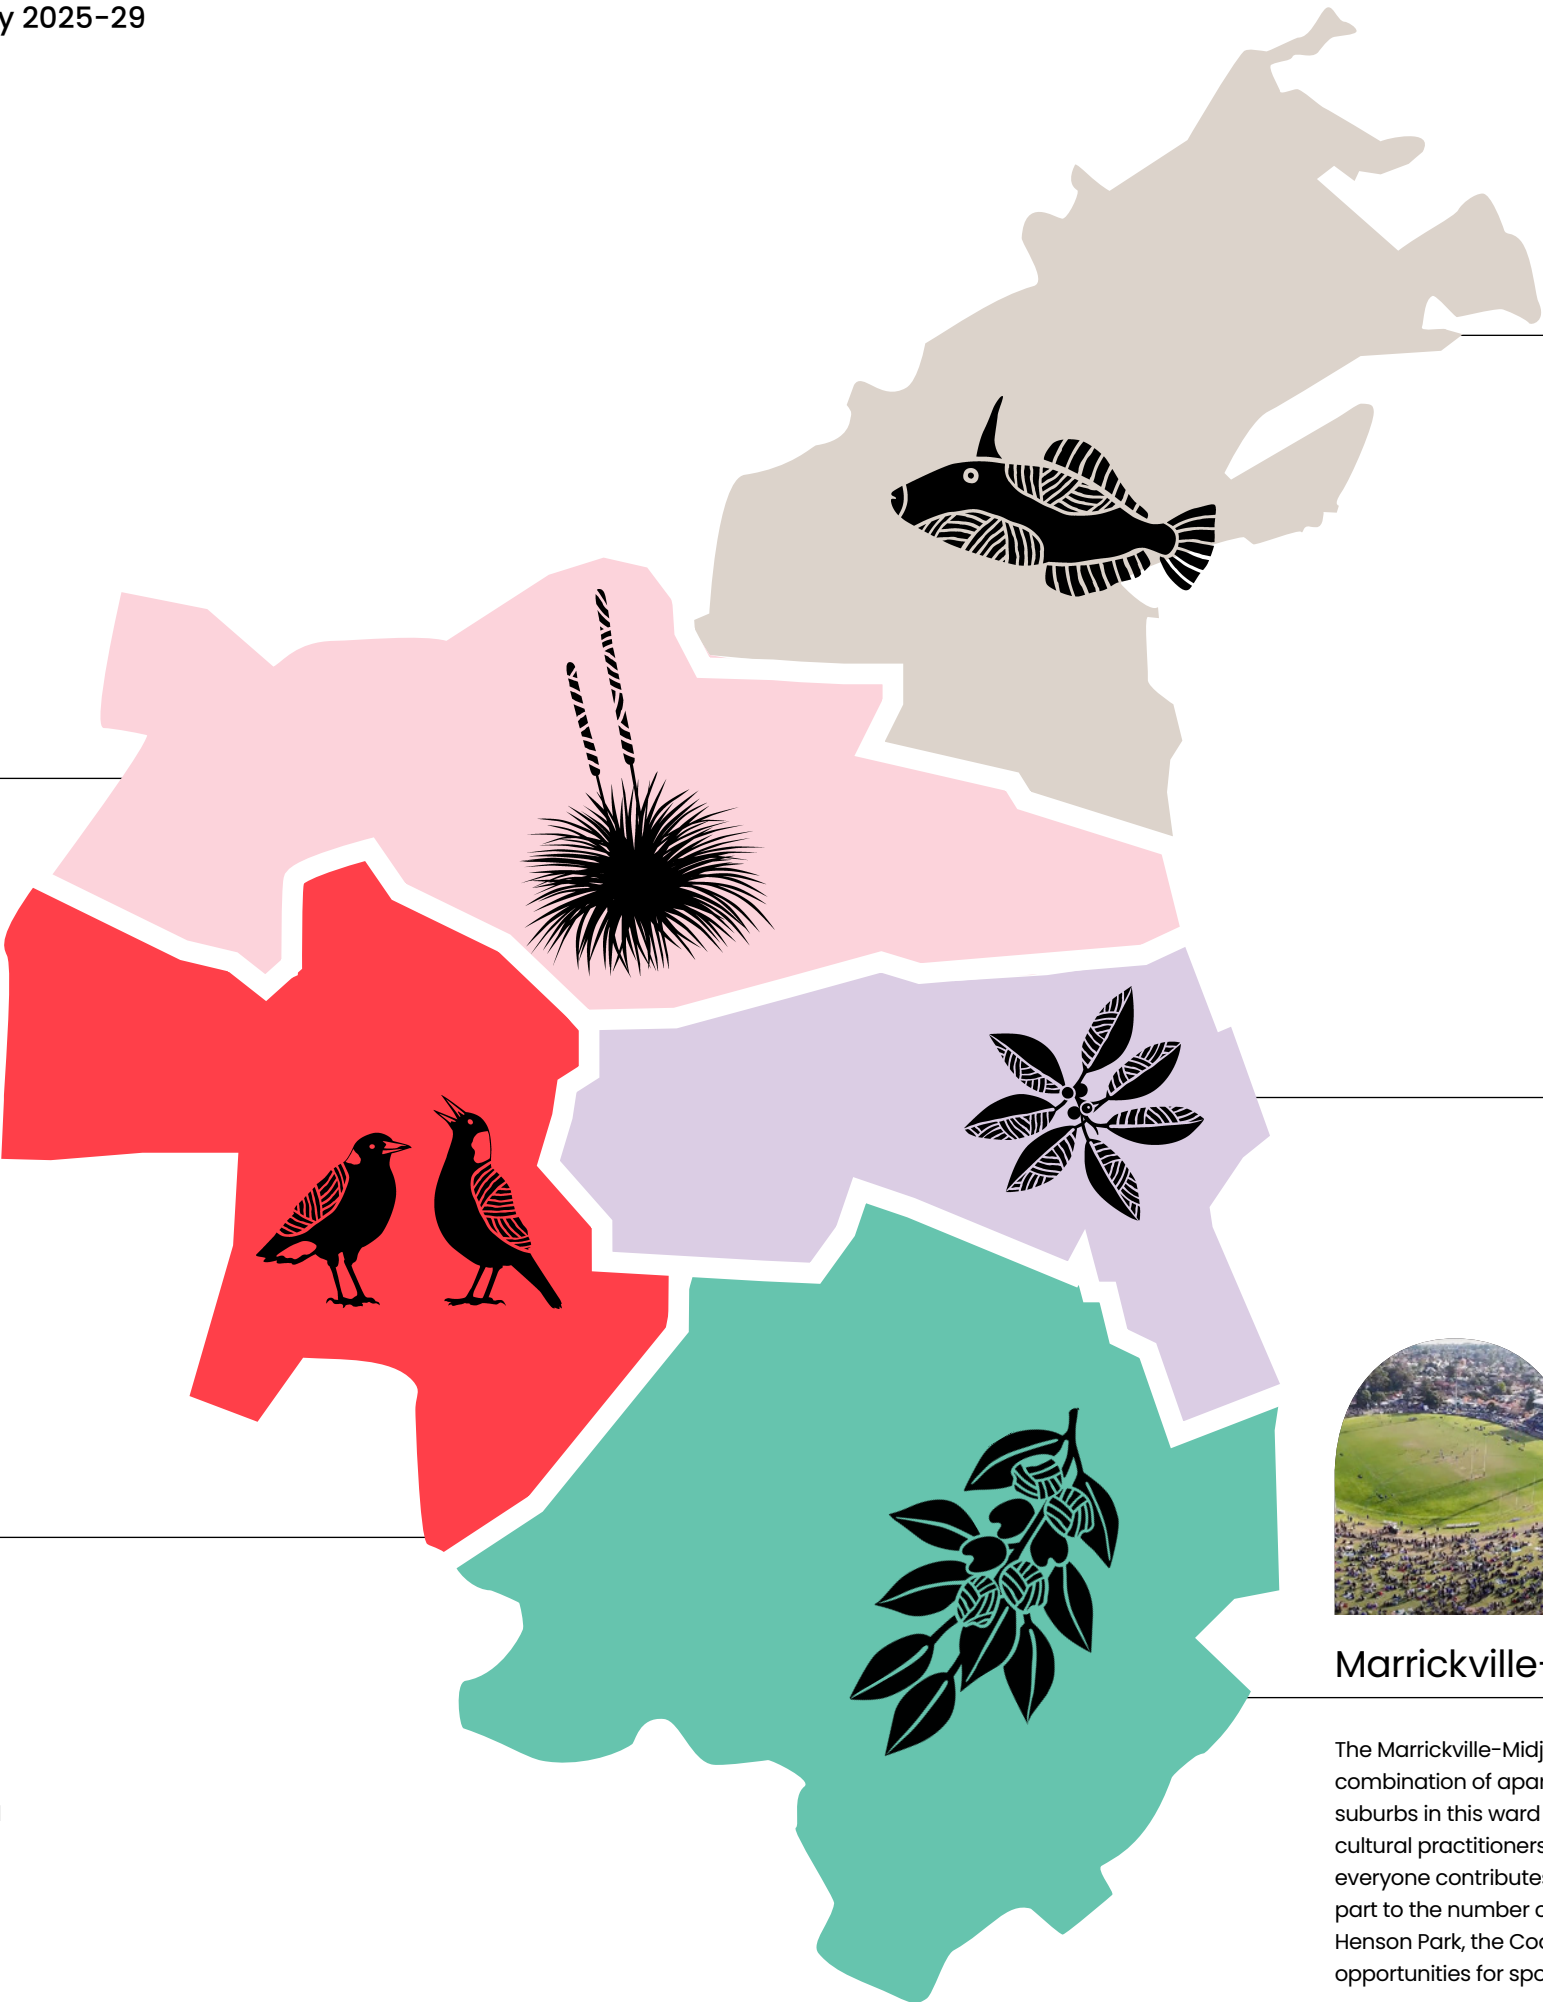 y 2025-29
Marrickville-
The Marrickville-Midj
combination of apar
suburbs in this ward
cultural practitioners
everyone contributes
part to the number o
Henson Park, the Coo
opportunities for spo